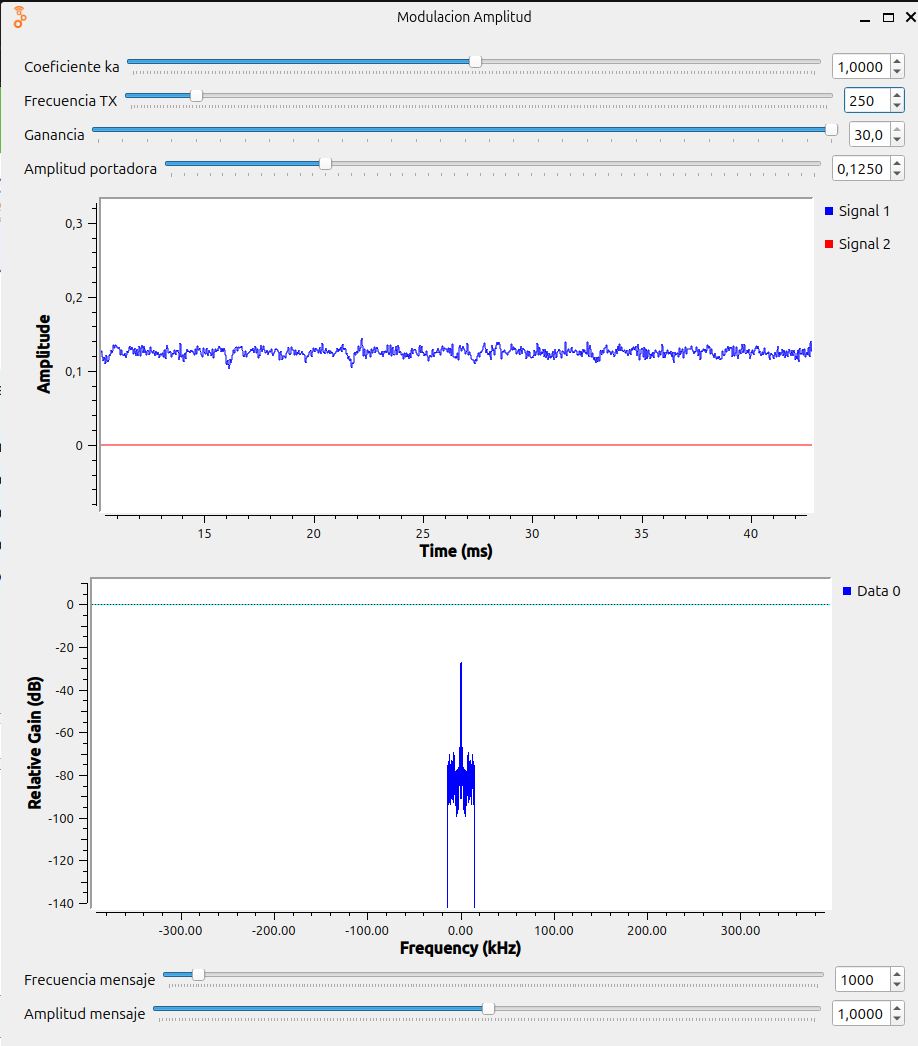 Modulacion Amplitud
Coeficiente ka 1,0000
Frecuencia TX 250
Ganancia 30,0
Amplitud portadora 0,1250
Signal 1
Signal 2
0,3
0,2
0,1
0
Amplitude
15 20 25 30 35 40
Time (ms)
Data 0
0
-20
-40
-60
-80
-100
-120
-140
Relative Gain (dB)
-300.00 -200.00 -100.00 0.00 100.00 200.00 300.00
Frequency (kHz)
Frecuencia mensaje 1000
Amplitud mensaje 1,0000